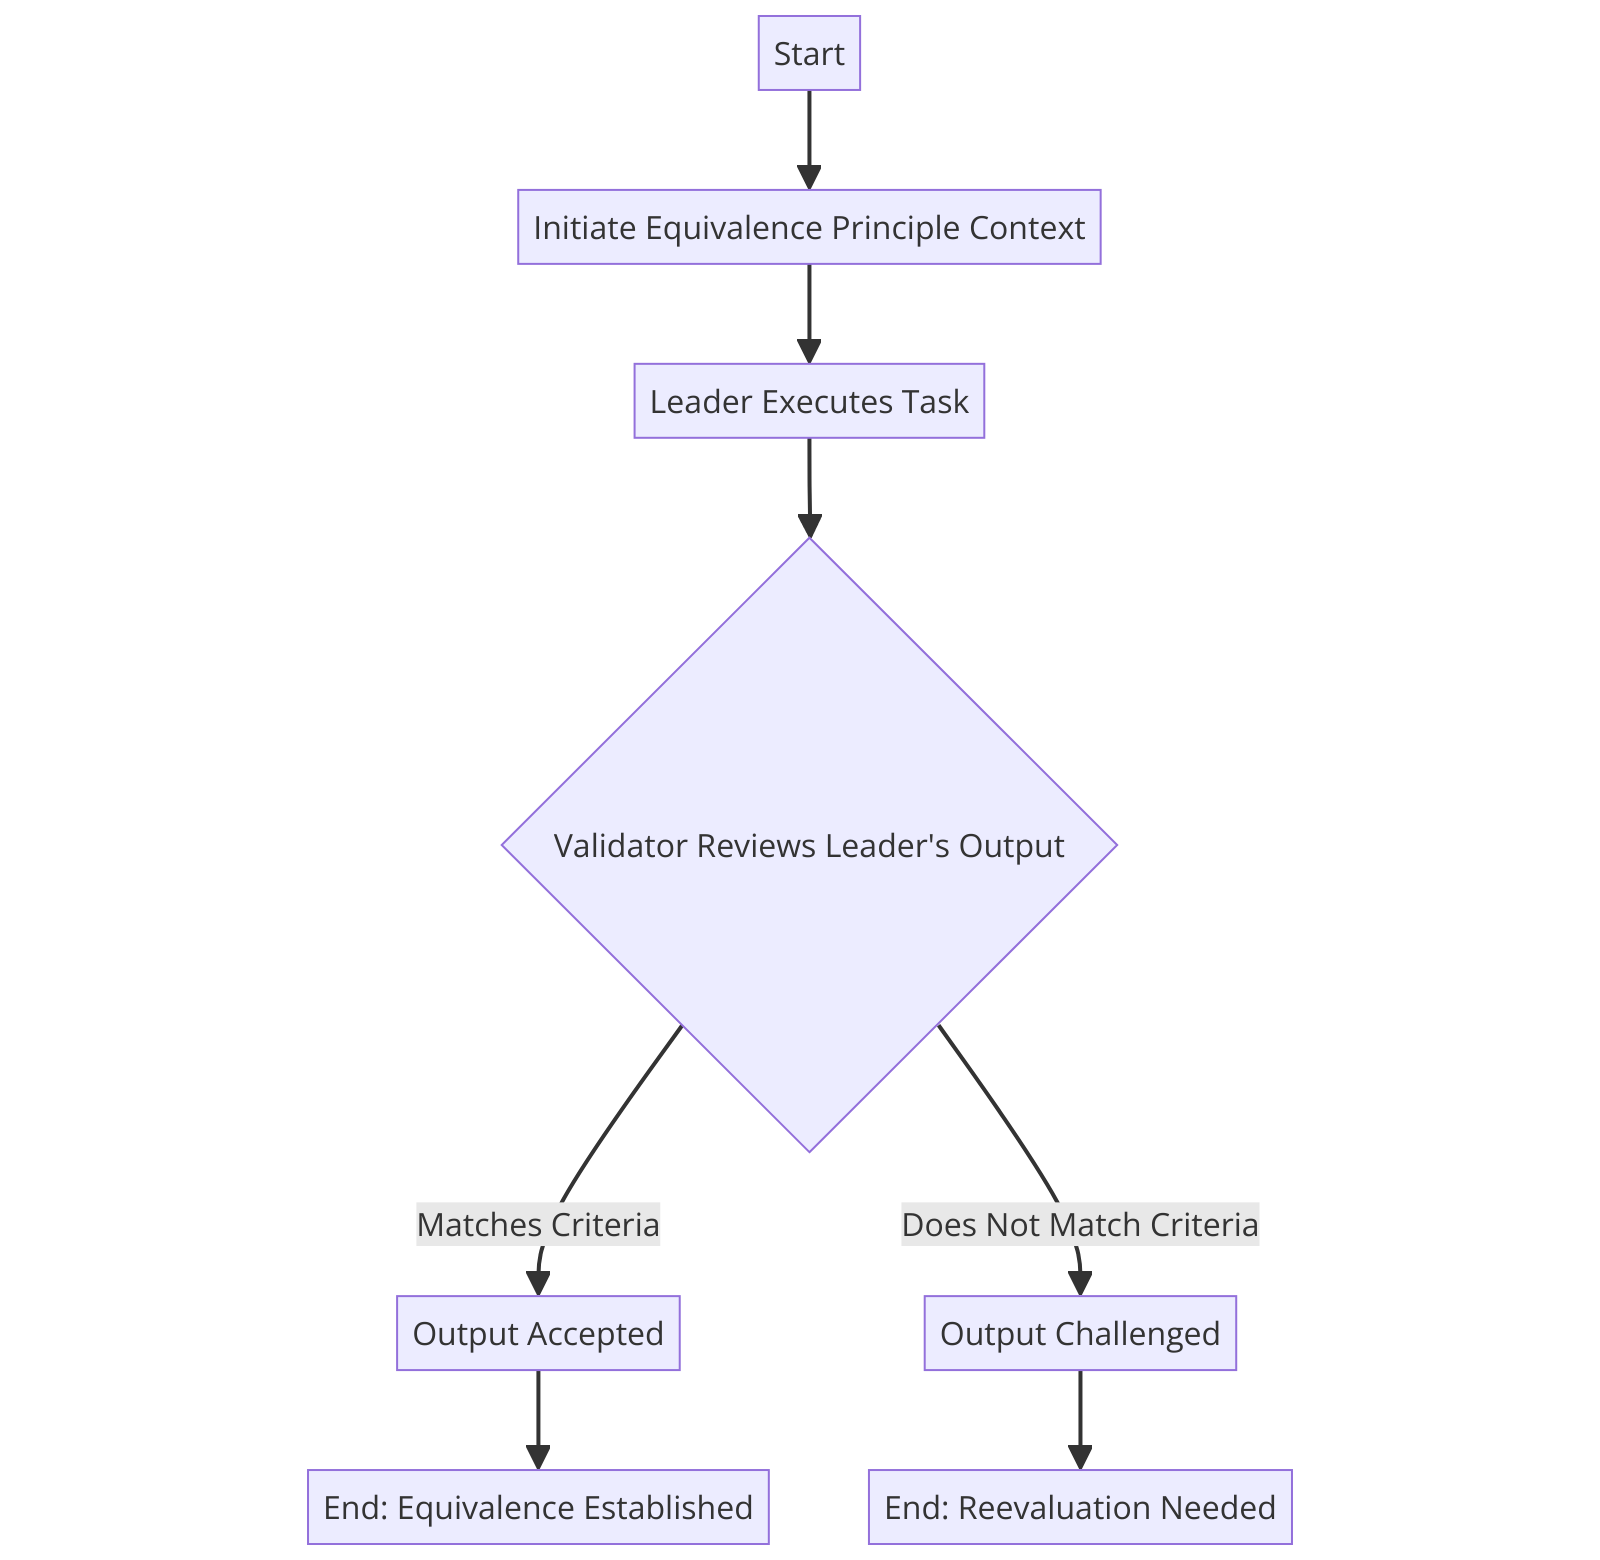 Start
Initiate Equivalence Principle Context
Leader Executes Task
Validator Reviews Leader's Output
Matches Criteria
Does Not Match Criteria
Output Accepted
Output Challenged
End: Equivalence Established
End: Reevaluation Needed